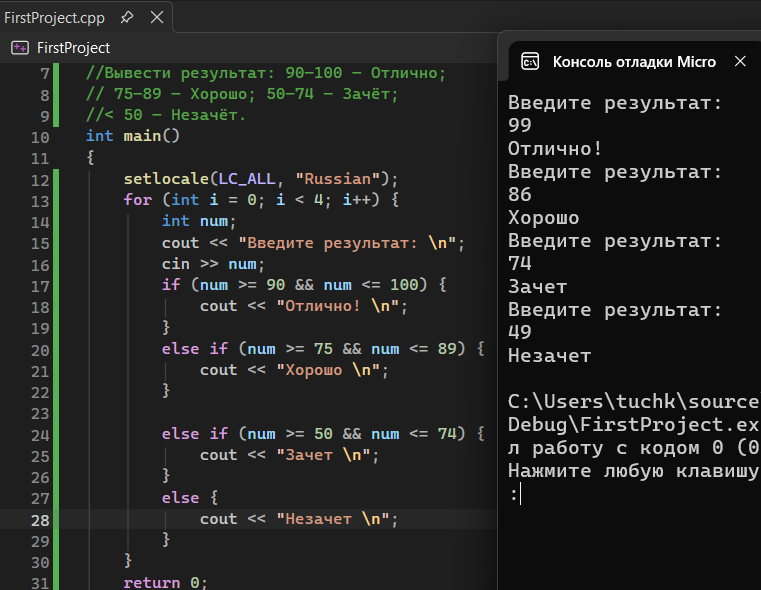 FirstProject.cpp
FirstProject
7 //Вывести результат: 90–100 — Отлично;
8 // 75–89 — Хорошо; 50–74 — Зачёт;
9 //< 50 — Незачёт.
10 int main()
11 {
12 setlocale(LC_ALL, "Russian");
13 for (int i = 0; i < 4; i++) {
14 int num;
15 cout << "Введите результат: \n";
16 cin >> num;
17 if (num >= 90 && num <= 100) {
18 cout << "Отлично! \n";
19 }
20 else if (num >= 75 && num <= 89) {
21 cout << "Хорошо \n";
22 }
23
24 else if (num >= 50 && num <= 74) {
25 cout << "Зачет \n";
26 }
27 else {
28 cout << "Незачет \n";
29 }
30 }
31 return 0;
Консоль отладки Micro
Введите результат:
99
Отлично!
Введите результат:
86
Хорошо
Введите результат:
74
Зачет
Введите результат:
49
Незачет
C:\Users\tuchk\source
Debug\FirstProject.ex
л работу с кодом 0 (0
Нажмите любую клавишу
: